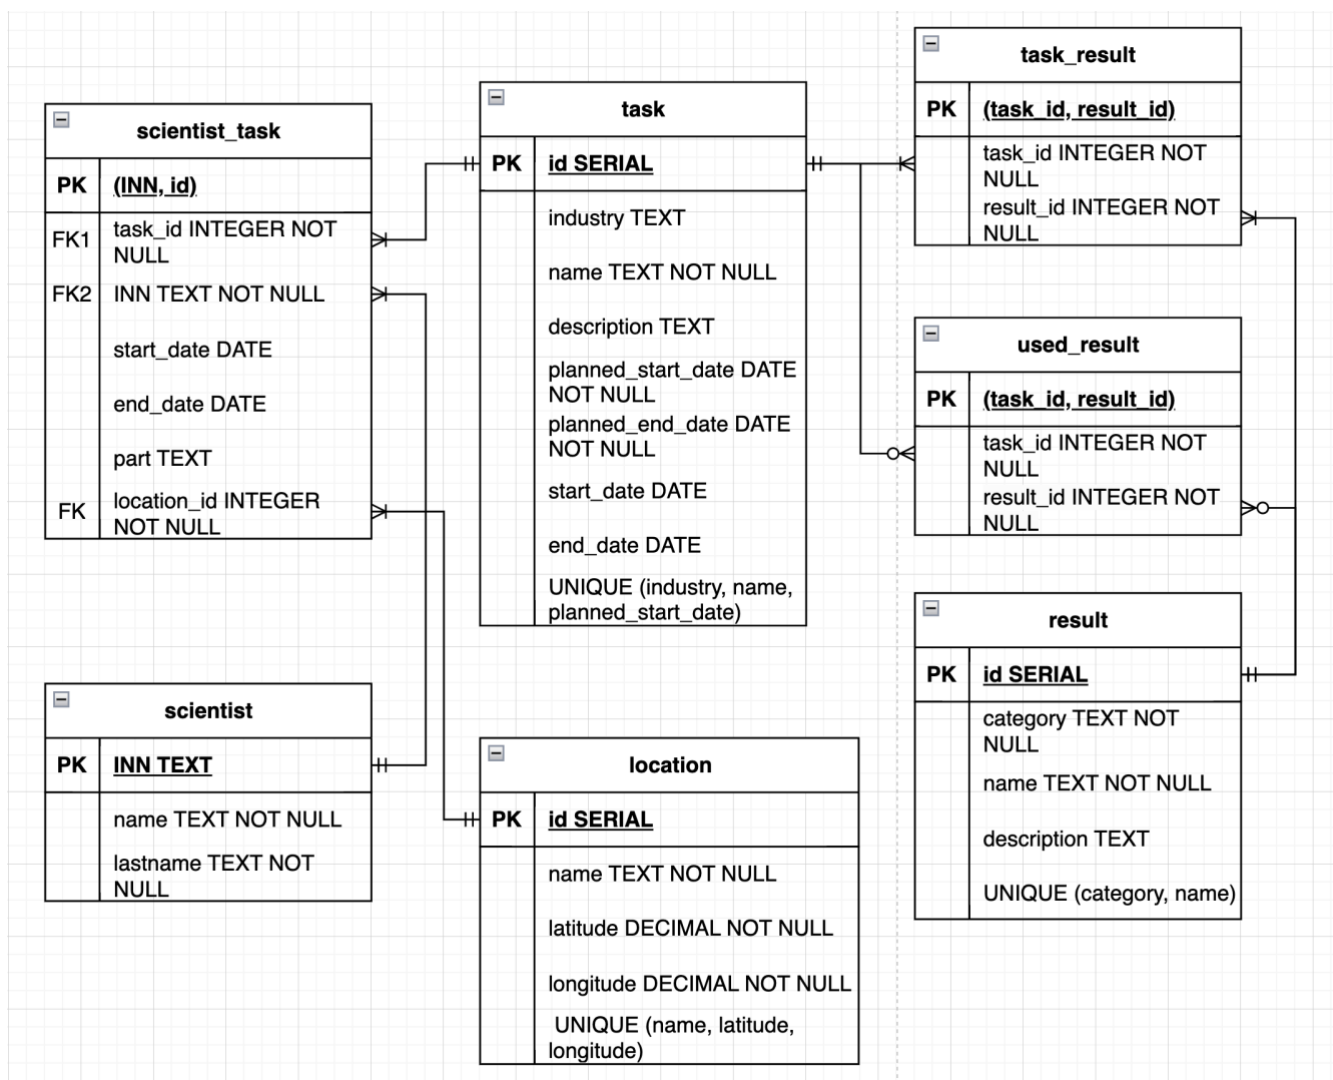 scientist_task
PK (INN, id)
FK1 task_id INTEGER NOT
NULL
FK2 INN TEXT NOT NULL
start_date DATE
end_date DATE
part TEXT
FK location_id INTEGER
NOT NULL
scientist
PK INN TEXT
name TEXT NOT NULL
lastname TEXT NOT
NULL
task
PK id SERIAL
industry TEXT
name TEXT NOT NULL
description TEXT
planned_start_date DATE
NOT NULL
planned_end_date DATE
NOT NULL
start_date DATE
end_date DATE
UNIQUE (industry, name,
planned_start_date)
location
PK id SERIAL
name TEXT NOT NULL
latitude DECIMAL NOT NULL
longitude DECIMAL NOT NULL
UNIQUE (name, latitude,
longitude)
task_result
PK (task_id, result_id)
task_id INTEGER NOT
NULL
result_id INTEGER NOT
NULL
used_result
PK (task_id, result_id)
task_id INTEGER NOT
NULL
result_id INTEGER NOT
NULL
result
PK id SERIAL
category TEXT NOT
NULL
name TEXT NOT NULL
description TEXT
UNIQUE (category, name)